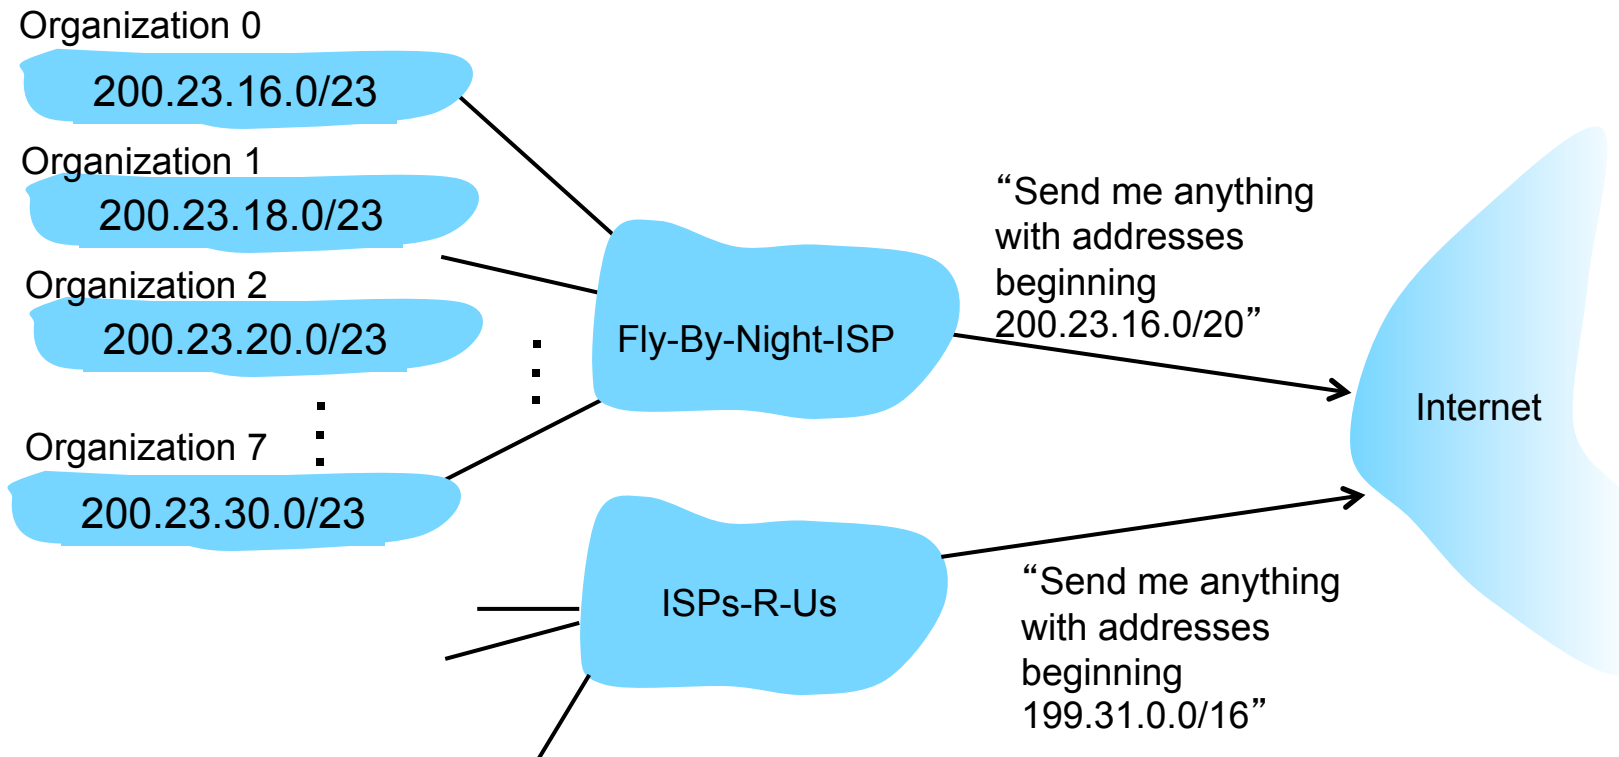 Organization 0
200.23.16.0/23
Organization 1
200.23.18.0/23
Organization 2
200.23.20.0/23
Organization 7
200.23.30.0/23
Fly-By-Night-ISP
“Send me anything
with addresses
beginning
200.23.16.0/20”
Internet
ISPs-R-Us
“Send me anything
with addresses
beginning
199.31.0.0/16”